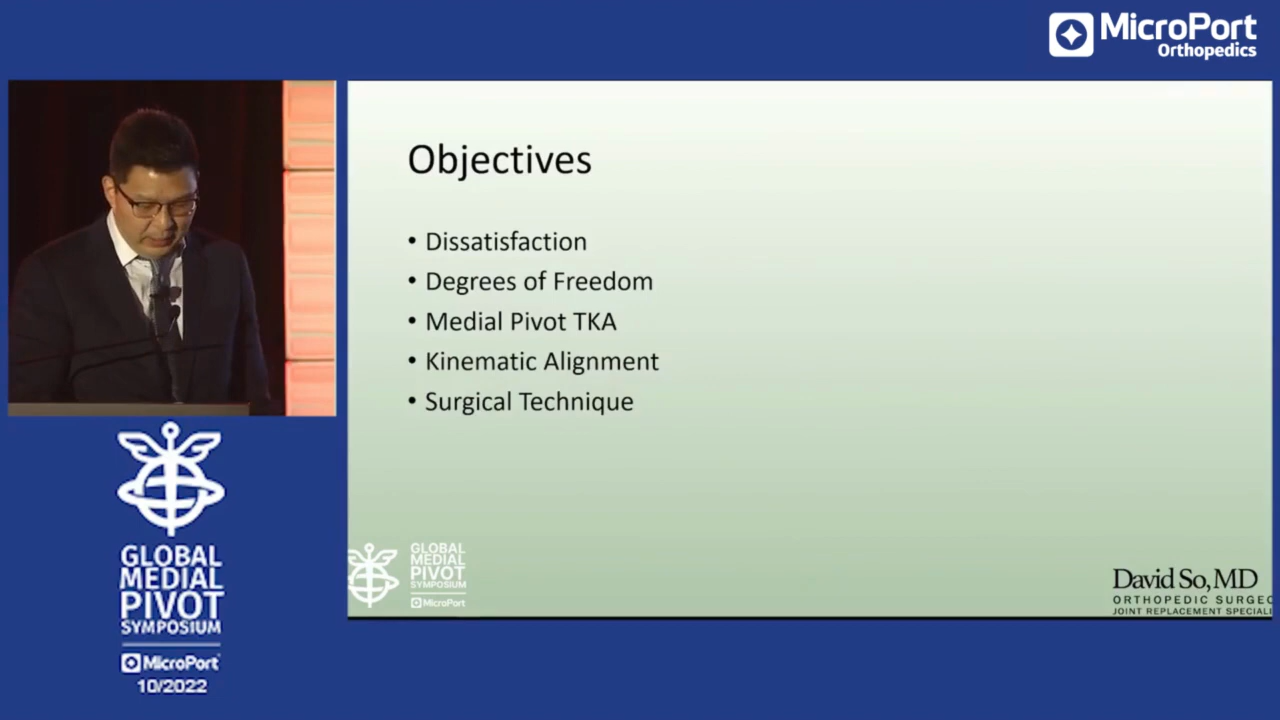 MicroPort
Orthopedics
Objectives
• Dissatisfaction
• Degrees of Freedom
• Medial Pivot TKA
• Kinematic Alignment
• Surgical Technique
GLOBAL
MEDIAL
PIVOT
SYMPOSIUM
MicroPort
10/2022
GLOBAL
MEDIAL
PIVOT
SYMPOSIUM
MicroPort
David So, MD
ORTHOPEDIC SURGEO
JOINT REPLACEMENT SPECIALI